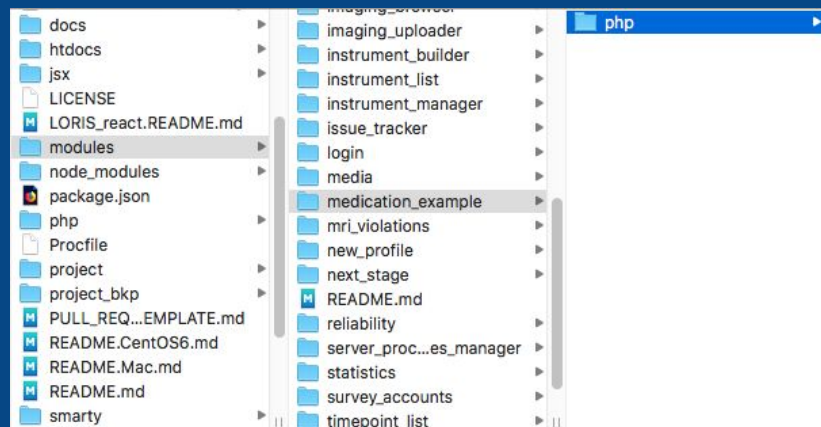 docs
htdocs
jsx
LICENSE
LORIS_react.README.md
modules
node_modules
package.json
php
Procfile
project
project_bkp
PULL_REQ...EMPLATE.md
README.CentOS6.md
README.Mac.md
README.md
smarty
imaging_browser
imaging_uploader
instrument_builder
instrument_list
instrument_manager
issue_tracker
login
media
medication_example
mri_violations
new_profile
next_stage
README.md
reliability
server_proc...es_manager
statistics
survey_accounts
timepoint_list
php